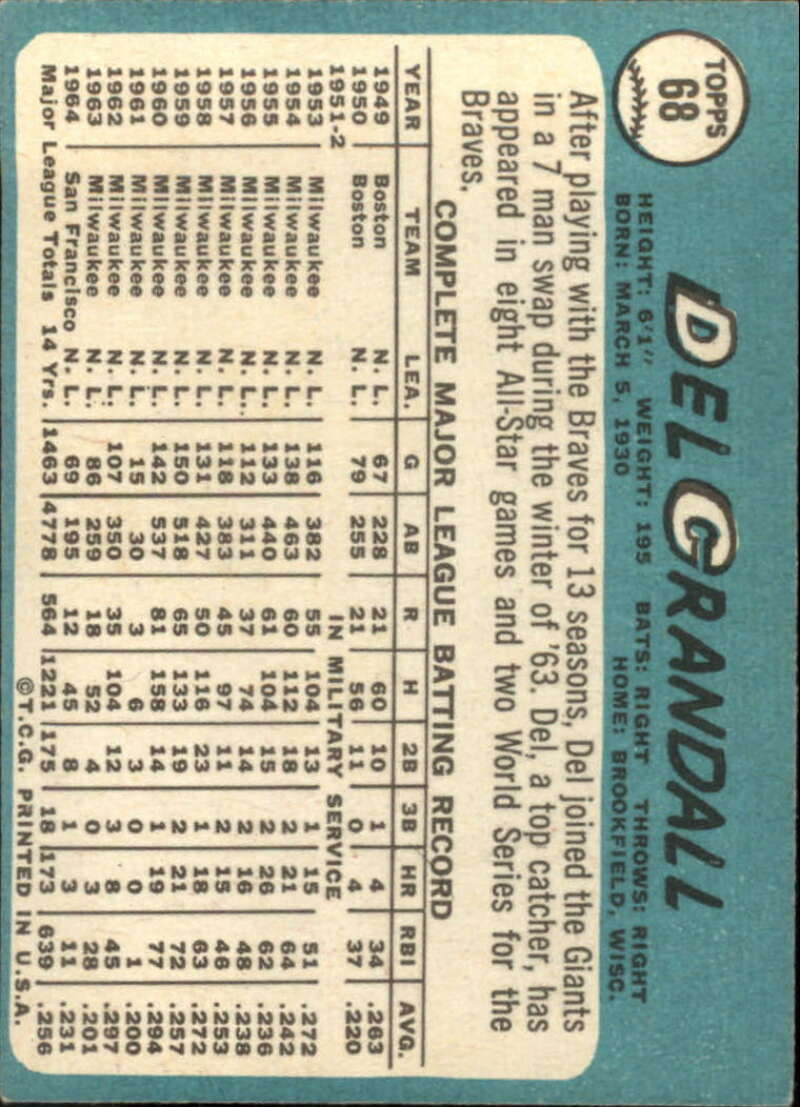 TOPPS
68
DEL CRANDALL
HEIGHT: 6'1" WEIGHT: 195 BATS: RIGHT THROWS: RIGHT
BORN: MARCH 5, 1930 HOME: BROOKFIELD, WISC.
After playing with the Braves for 13 seasons, Del joined the Giants
in a 7 man swap during the winter of '63. Del, a top catcher, has
appeared in eight All-Star games and two World Series for the
Braves.
COMPLETE MAJOR LEAGUE BATTING RECORD
YEAR TEAM LEA. G AB R H 2B 3B HR RBI AVG.
1949 Boston N. L. 67 228 21 60 10 1 4 34 .263
1950 Boston N. L. 79 255 21 56 11 0 4 37 .220
1951-2 IN MILITARY SERVICE
1953 Milwaukee N. L. 116 382 55 104 13 1 15 51 .272
1954 Milwaukee N. L. 138 463 60 112 18 2 21 64 .242
1955 Milwaukee N. L. 133 440 61 104 15 2 26 62 .236
1956 Milwaukee N. L. 112 311 37 74 14 2 16 48 .238
1957 Milwaukee N. L. 118 383 45 97 11 2 15 46 .253
1958 Milwaukee N. L. 131 427 50 116 23 1 18 63 .272
1959 Milwaukee N. L. 150 518 65 133 19 2 21 72 .257
1960 Milwaukee N. L. 142 537 81 158 14 1 19 77 .294
1961 Milwaukee N. L. 15 30 3 6 3 0 0 1 .200
1962 Milwaukee N. L. 107 350 35 104 12 3 8 45 .297
1963 Milwaukee N. L. 86 259 18 52 4 0 3 28 .201
1964 San Francisco N. L. 69 195 12 45 8 1 3 11 .231
Major League Totals 14 Yrs. 1463 4778 564 1221 175 18 173 639 .256
©T.C.G. PRINTED IN U.S.A.